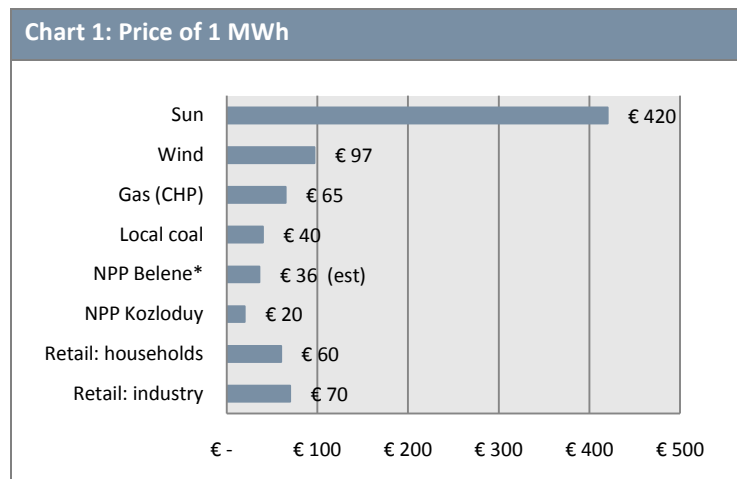 Chart 1: Price of 1 MWh
Sun € 420
Wind € 97
Gas (CHP) € 65
Local coal € 40
NPP Belene* € 36 (est)
NPP Kozloduy € 20
Retail: households € 60
Retail: industry € 70
€ - € 100 € 200 € 300 € 400 € 500